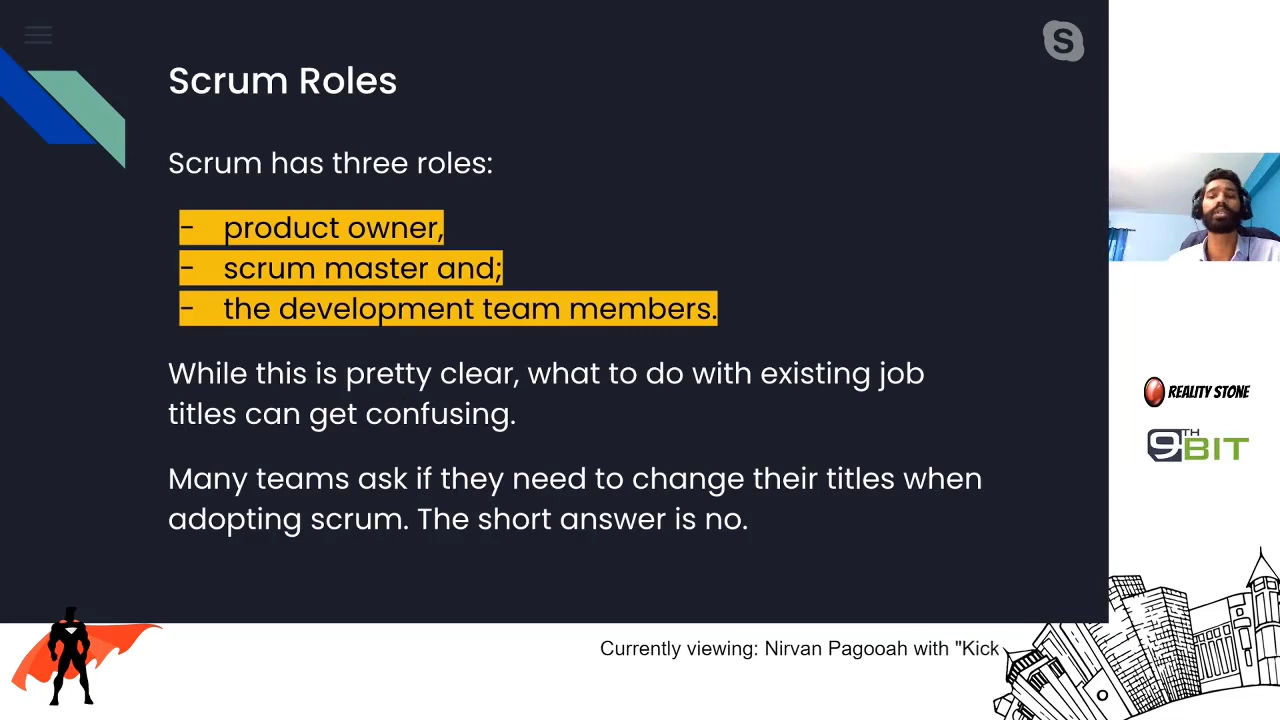 S
Scrum Roles
Scrum has three roles:
- product owner,
- scrum master and;
- the development team members.
While this is pretty clear, what to do with existing job
titles can get confusing.
Many teams ask if they need to change their titles when
adopting scrum. The short answer is no.
REALITY STONE
9TH BIT
Currently viewing: Nirvan Pagooah with "Kick